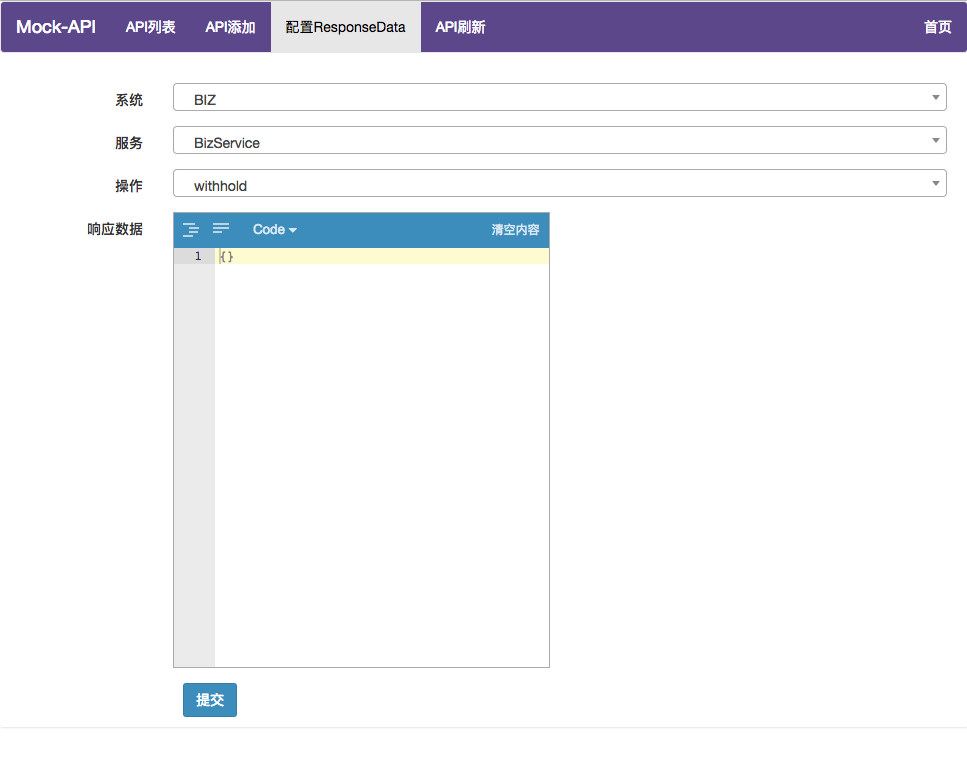 Mock-API API列表 API添加 配置ResponseData API刷新 首页
系统 BIZ
服务 BizService
操作 withhold
响应数据 Code 清空内容
1 {}
提交